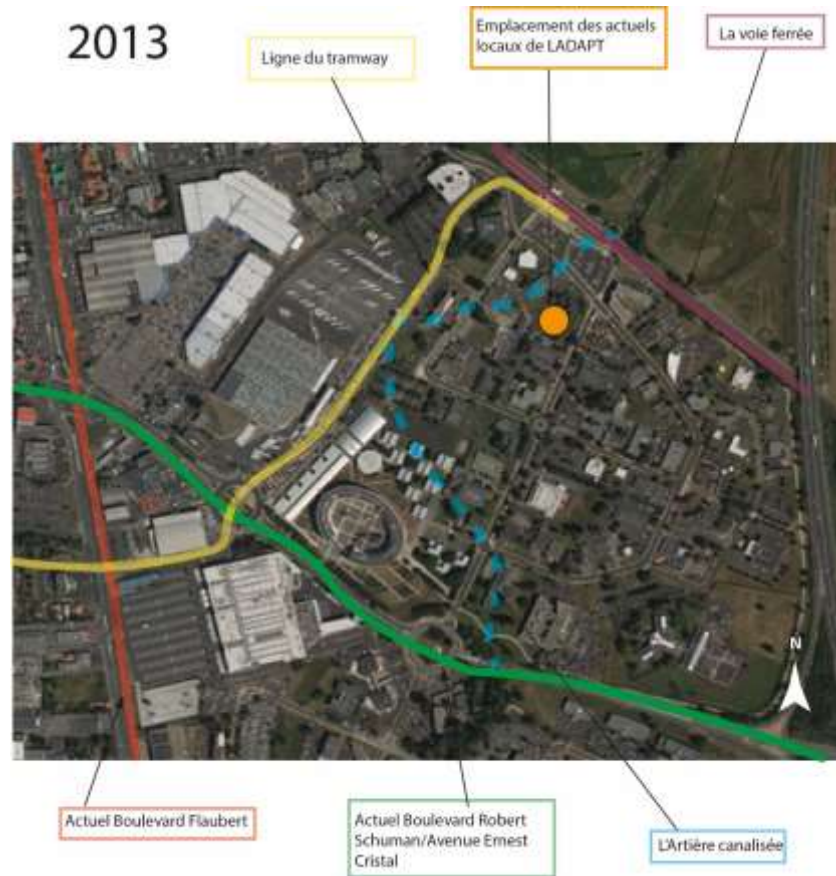 2013
Ligne du tramway
Emplacement des actuels
locaux de LADAPT
La voie ferrée
N
Actuel Boulevard Flaubert
Actuel Boulevard Robert
Schuman/Avenue Ernest
Cristal
L'Artière canalisée